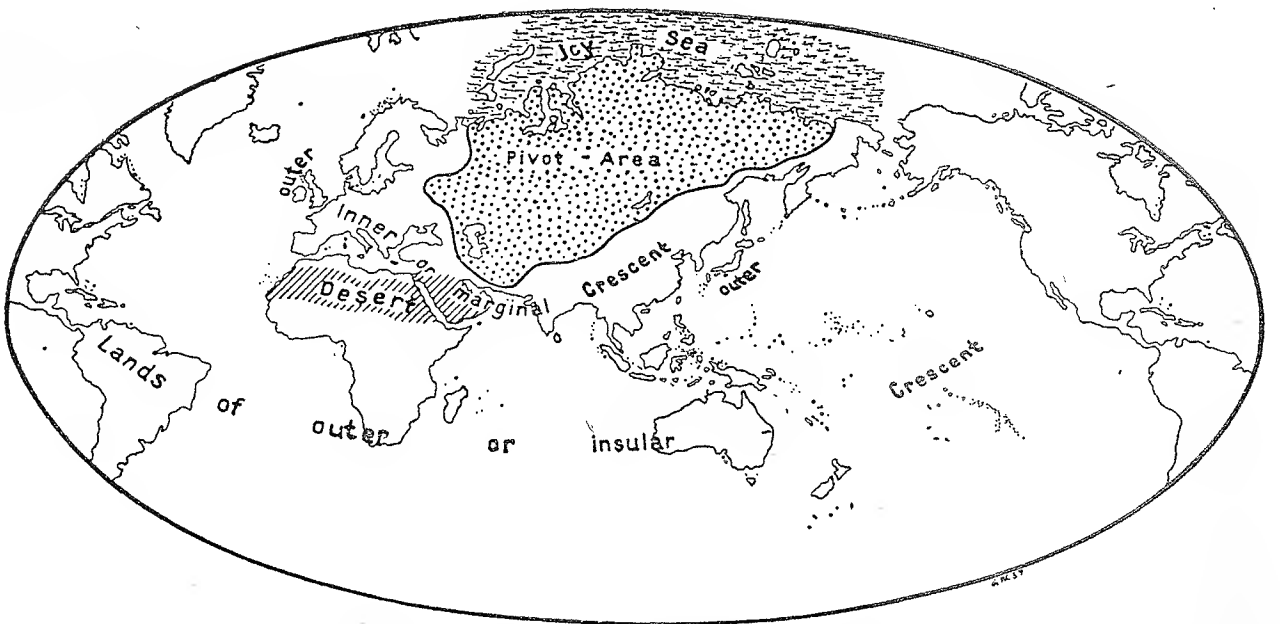 Icy Sea
Pivot - Area
outer
Inner or marginal Crescent
outer
Desert
Lands of outer or insular Crescent